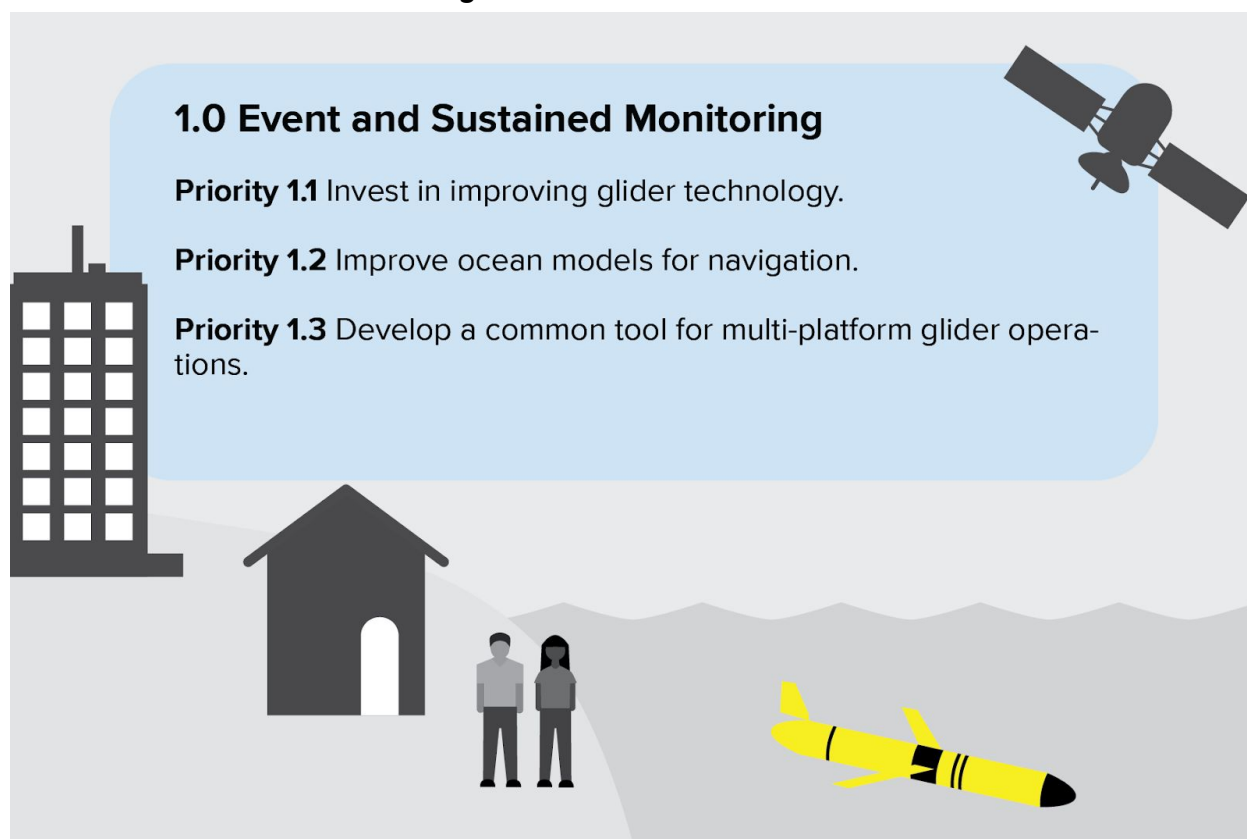 1.0 Event and Sustained Monitoring
Priority 1.1 Invest in improving glider technology.
Priority 1.2 Improve ocean models for navigation.
Priority 1.3 Develop a common tool for multi-platform glider opera-
tions.